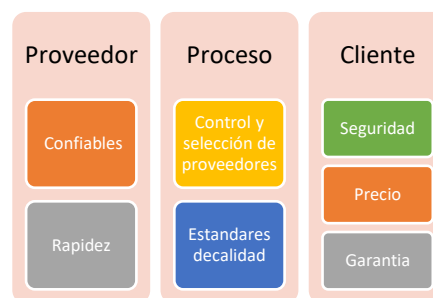 Proveedor
Confiables
Rapidez
Proceso
Control y
selección de
proveedores
Estandares
decalidad
Cliente
Seguridad
Precio
Garantia